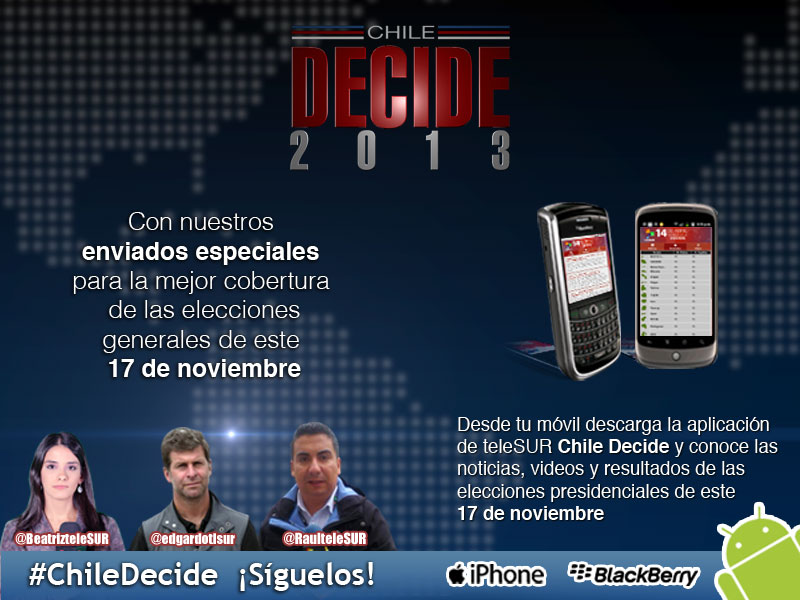 CHILE
DECIDE
2013
Con nuestros
enviados especiales
para la mejor cobertura
de las elecciones
generales de este
17 de noviembre
Desde tu móvil descarga la aplicación
de teleSUR Chile Decide y conoce las
noticias, videos y resultados de las
elecciones presidenciales de este
17 de noviembre
@BeatrizteleSUR @edgardotlsur @RaulteleSUR
#ChileDecide ¡Síguelos! iPhone BlackBerry